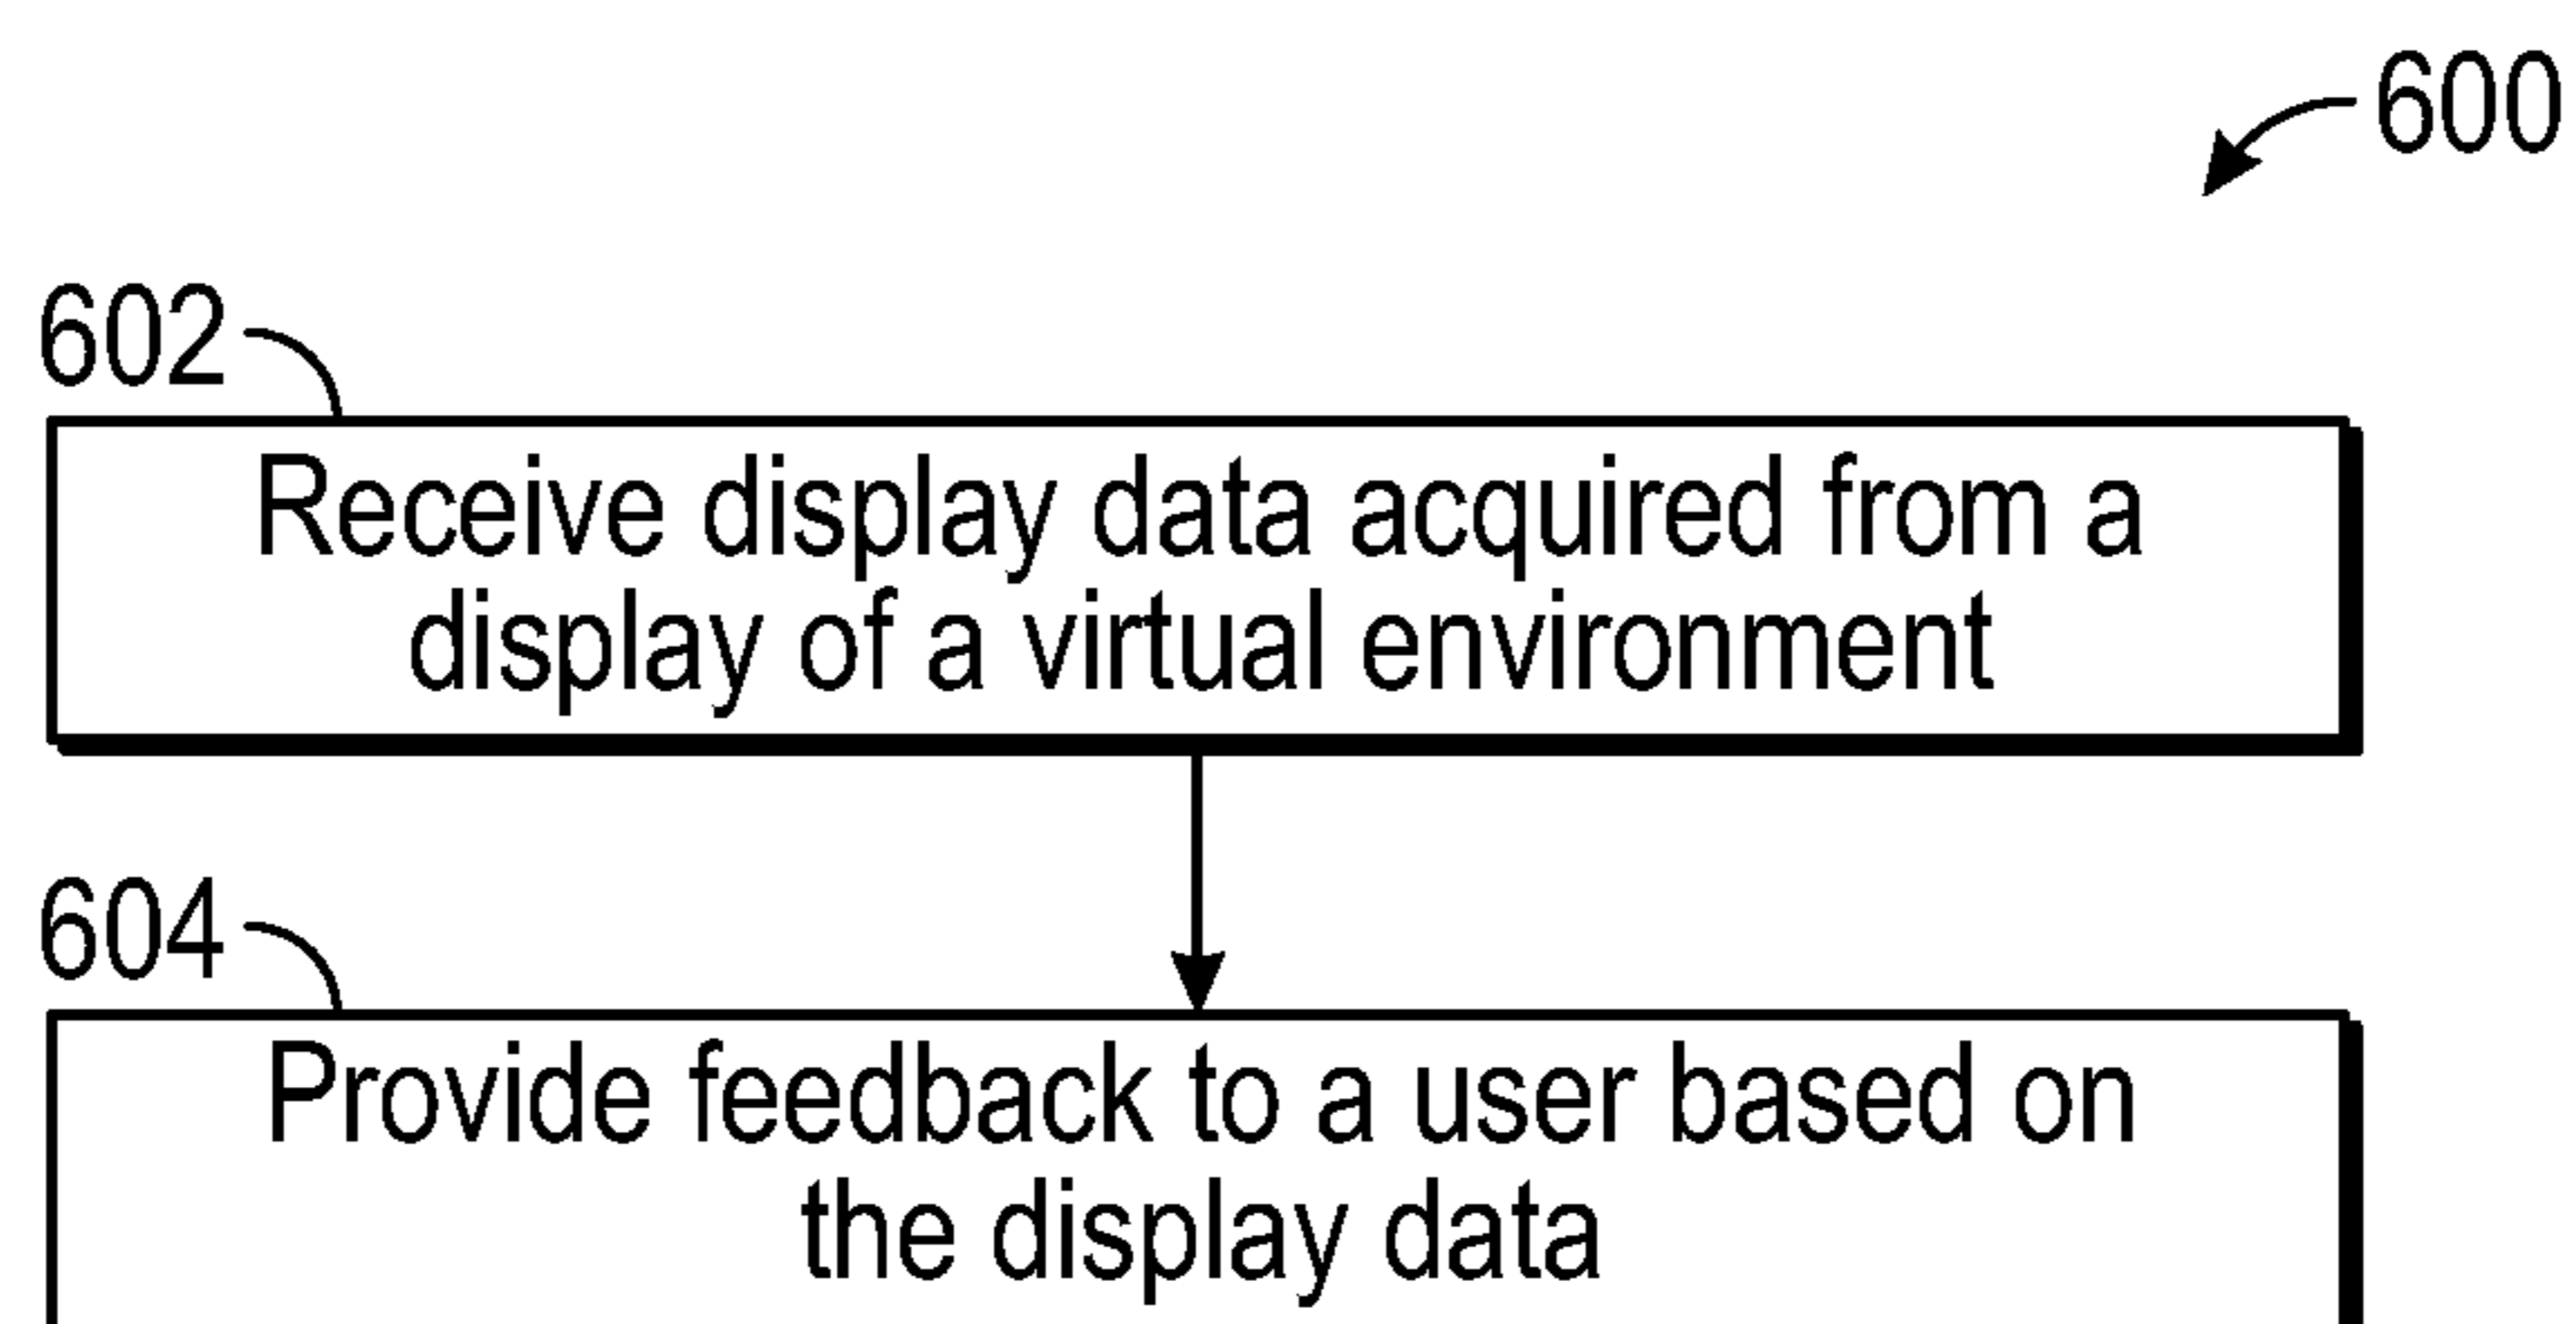 600
602
Receive display data acquired from a
display of a virtual environment
604
Provide feedback to a user based on
the display data